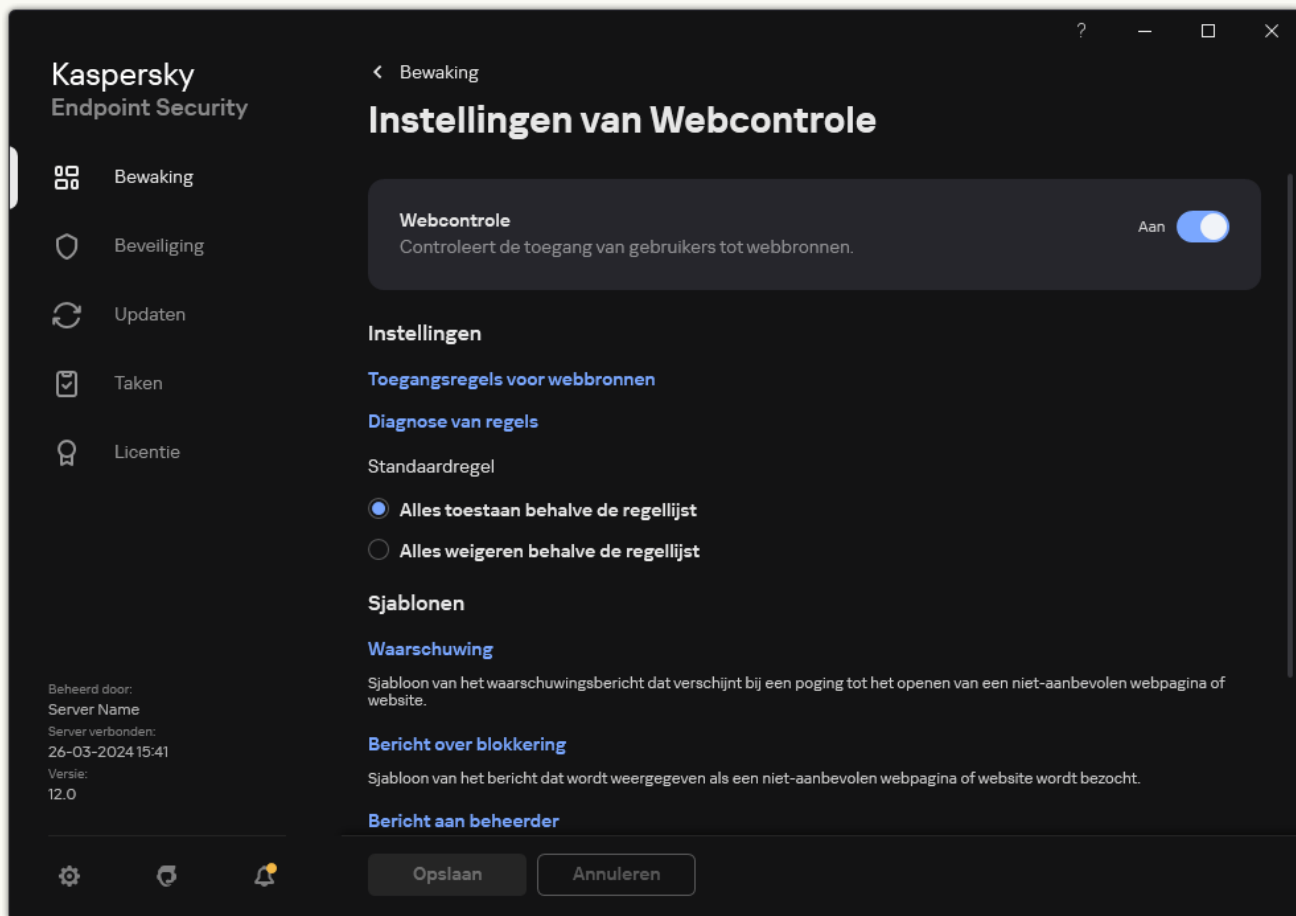 ?
Kaspersky
Endpoint Security
Bewaking
Beveiliging
Updaten
Taken
Licentie
Beheerd door:
Server Name
Server verbonden:
26-03-2024 15:41
Versie:
12.0
Bewaking
Instellingen van Webcontrole
Webcontrole
Controleert de toegang van gebruikers tot webbronnen.
Aan
Instellingen
Toegangsregels voor webbronnen
Diagnose van regels
Standaardregel
Alles toestaan behalve de regellijst
Alles weigeren behalve de regellijst
Sjablonen
Waarschuwing
Sjabloon van het waarschuwingsbericht dat verschijnt bij een poging tot het openen van een niet-aanbevolen webpagina of
website.
Bericht over blokkering
Sjabloon van het bericht dat wordt weergegeven als een niet-aanbevolen webpagina of website wordt bezocht.
Bericht aan beheerder
Opslaan
Annuleren